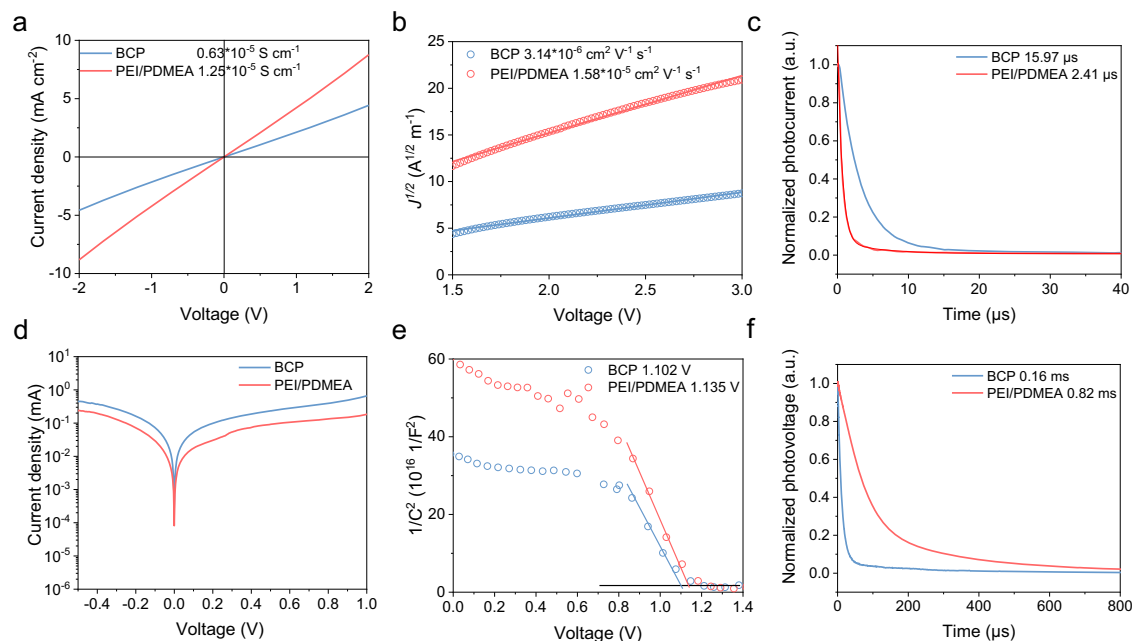 a
BCP 0.63*10-5 S cm-1
PEI/PDMEA 1.25*10-5 S cm-1
Current density (mA cm-2)
10
5
0
-5
-10
-2 -1 0 1 2
Voltage (V)
b
BCP 3.14*10-6 cm2 V-1 s-1
PEI/PDMEA 1.58*10-5 cm2 V-1 s-1
J1/2 (A1/2 m-1)
25
20
15
10
5
0
1.5 2.0 2.5 3.0
Voltage (V)
c
BCP 15.97 µs
PEI/PDMEA 2.41 µs
Normalized photocurrent (a.u.)
1.0
0.8
0.6
0.4
0.2
0.0
0 10 20 30 40
Time (µs)
d
BCP
PEI/PDMEA
Current density (mA)
101
100
10-1
10-2
10-3
10-4
10-5
10-6
-0.4 -0.2 0.0 0.2 0.4 0.6 0.8 1.0
Voltage (V)
e
BCP 1.102 V
PEI/PDMEA 1.135 V
1/C2 (1016 1/F2)
60
40
20
0
0.0 0.2 0.4 0.6 0.8 1.0 1.2 1.4
Voltage (V)
f
BCP 0.16 ms
PEI/PDMEA 0.82 ms
Normalized photovoltage (a.u.)
1.0
0.8
0.6
0.4
0.2
0.0
0 200 400 600 800
Time (µs)